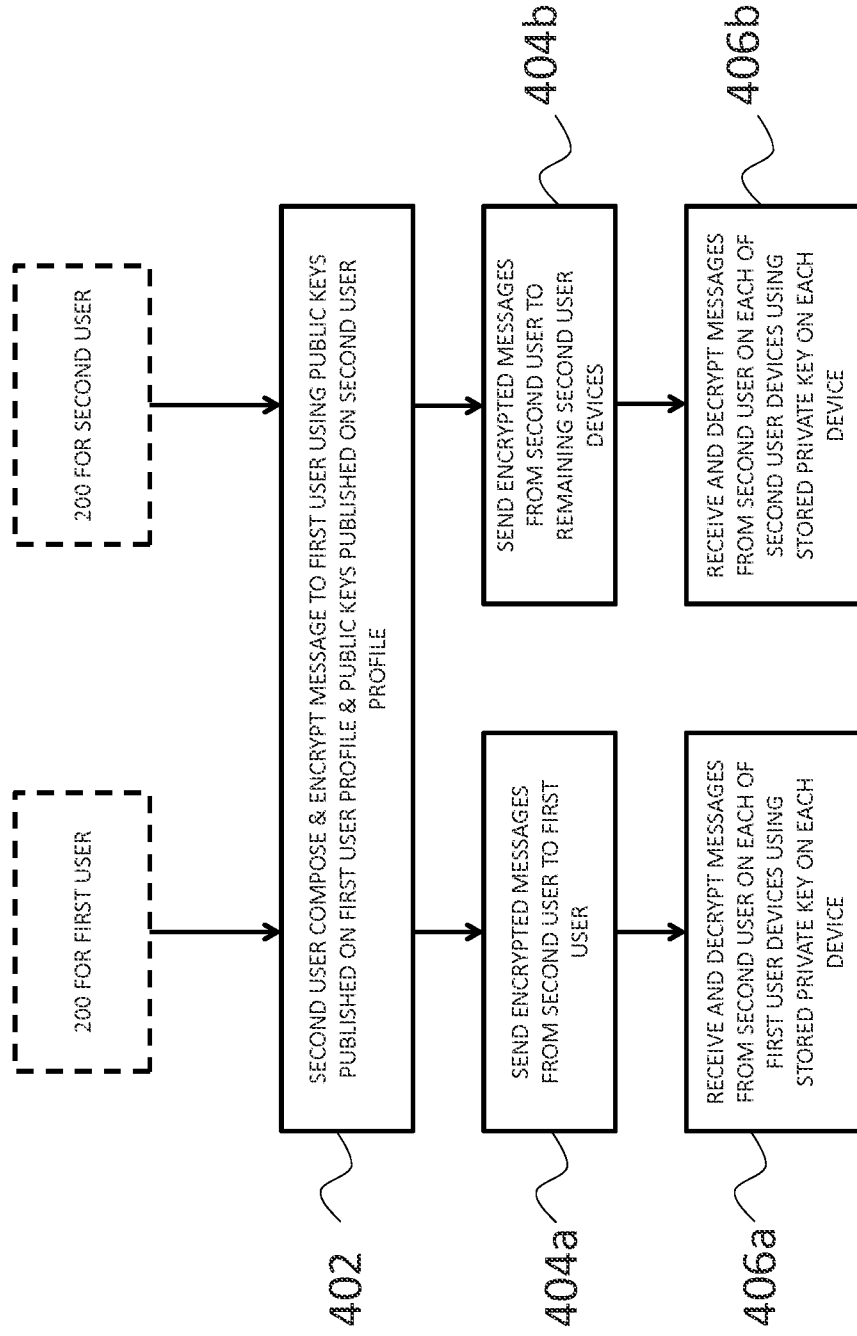 200 FOR FIRST USER
200 FOR SECOND USER
SECOND USER COMPOSE & ENCRYPT MESSAGE TO FIRST USER USING PUBLIC KEYS
PUBLISHED ON FIRST USER PROFILE & PUBLIC KEYS PUBLISHED ON SECOND USER
PROFILE
402
SEND ENCRYPTED MESSAGES
FROM SECOND USER TO FIRST
USER
404a
SEND ENCRYPTED MESSAGES
FROM SECOND USER TO
REMAINING SECOND USER
DEVICES
404b
RECEIVE AND DECRYPT MESSAGES
FROM SECOND USER ON EACH OF
FIRST USER DEVICES USING
STORED PRIVATE KEY ON EACH
DEVICE
406a
RECEIVE AND DECRYPT MESSAGES
FROM SECOND USER ON EACH OF
SECOND USER DEVICES USING
STORED PRIVATE KEY ON EACH
DEVICE
406b